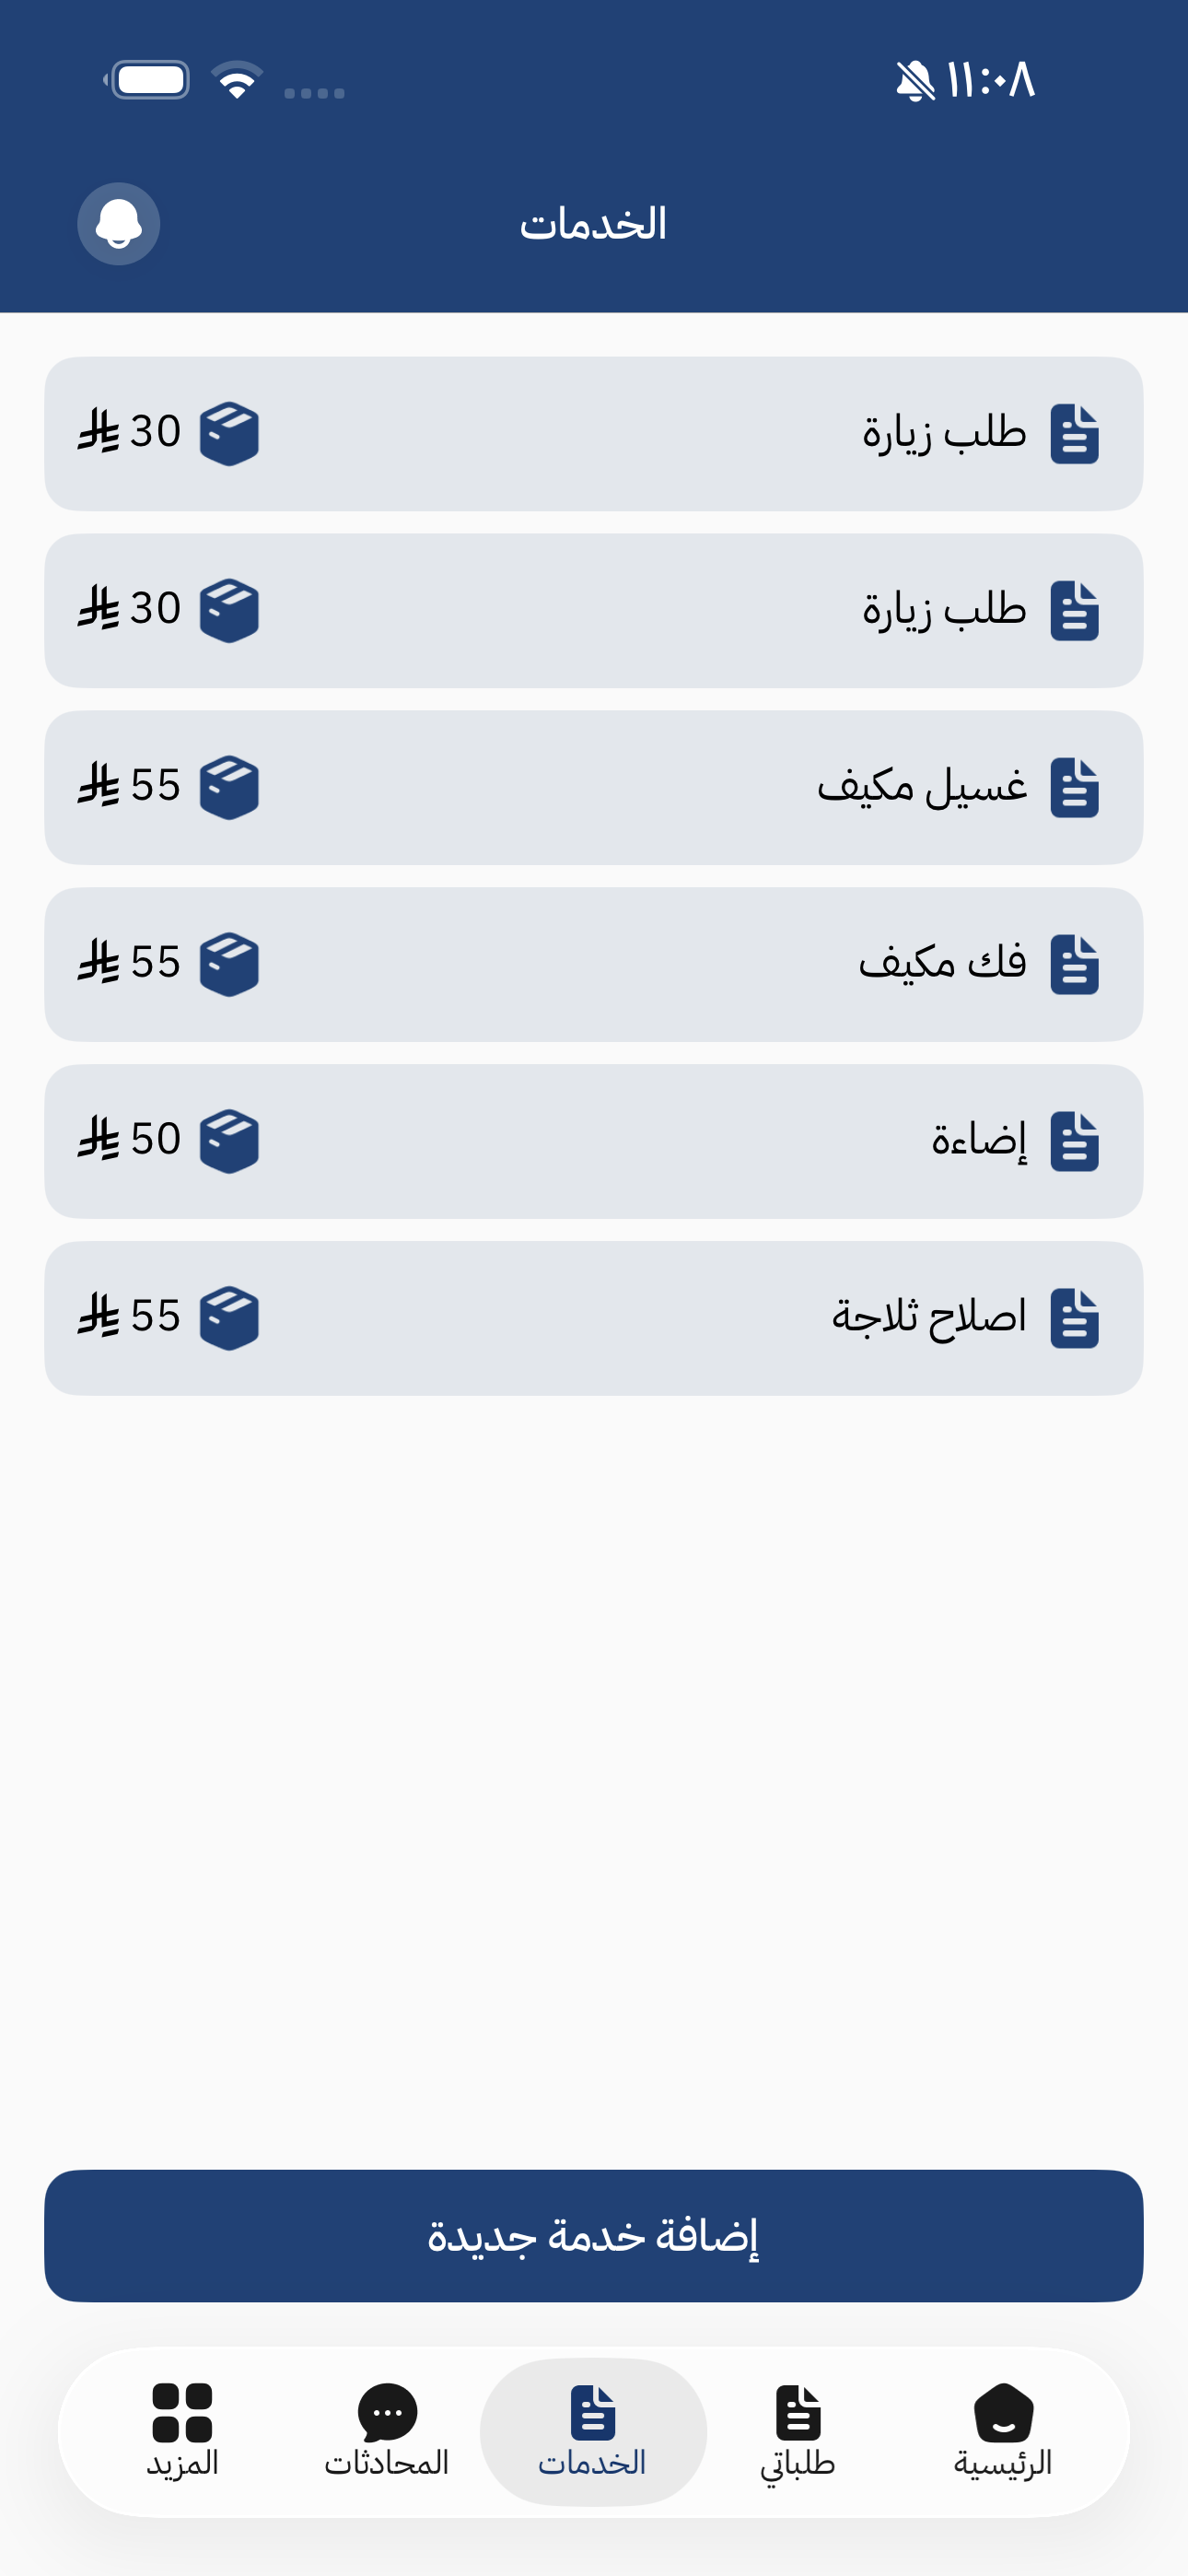 ١١:٠٨
الخدمات
طلب زيارة 30 ⃁
طلب زيارة 30 ⃁
غسيل مكيف 55 ⃁
فك مكيف 55 ⃁
إضاءة 50 ⃁
اصلاح ثلاجة 55 ⃁
إضافة خدمة جديدة
الرئيسية طلباتي الخدمات المحادثات المزيد